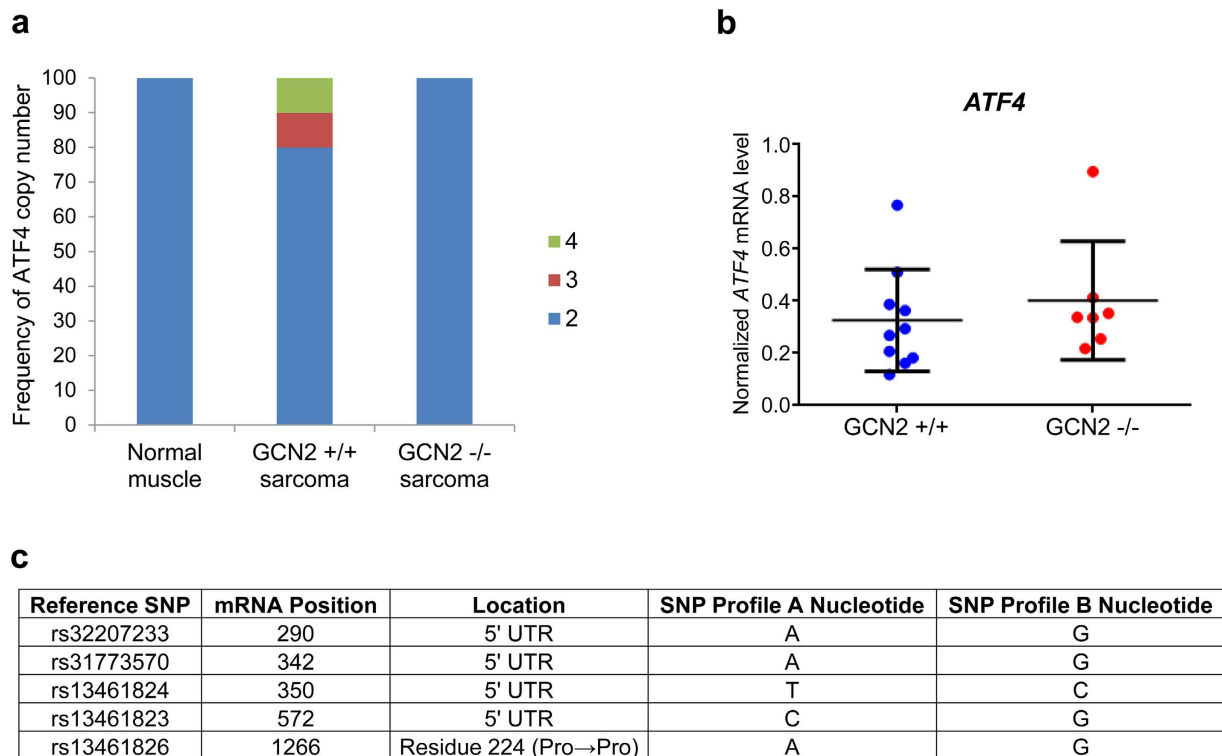 a
Frequency of ATF4 copy number
100
90
80
70
60
50
40
30
20
10
0
Normal
muscle
GCN2 +/+
sarcoma
GCN2 -/-
sarcoma
4
3
2
b
ATF4
Normalized ATF4 mRNA level
1.0
0.8
0.6
0.4
0.2
0.0
GCN2 +/+
GCN2 -/-
c
Reference SNP mRNA Position Location SNP Profile A Nucleotide SNP Profile B Nucleotide
rs32207233 290 5' UTR A G
rs31773570 342 5' UTR A G
rs13461824 350 5' UTR T C
rs13461823 572 5' UTR C G
rs13461826 1266 Residue 224 (Pro→Pro) A G